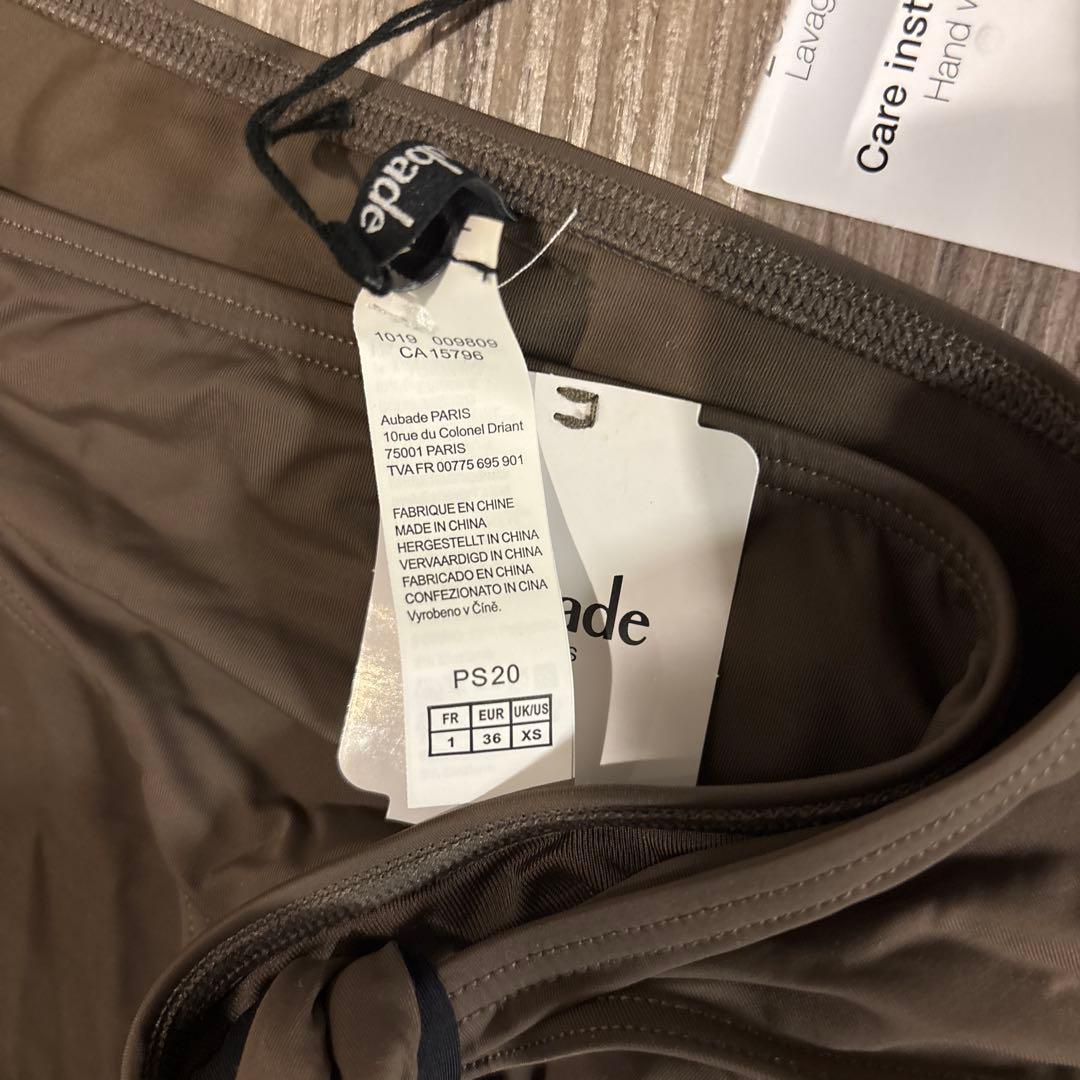 bade
Lavag
Care inst
Hand
1019 009809
CA 15796
Aubade PARIS
10rue du Colonel Driant
75001 PARIS
TVA FR 00775 695 901
FABRIQUE EN CHINE
MADE IN CHINA
HERGESTELLT IN CHINA
VERVAARDIGD IN CHINA
FABRICADO EN CHINA
CONFEZIONATO IN CINA
Vyrobeno v Číně.
ade
s
PS20
FR EUR UK/US
1 36 XS